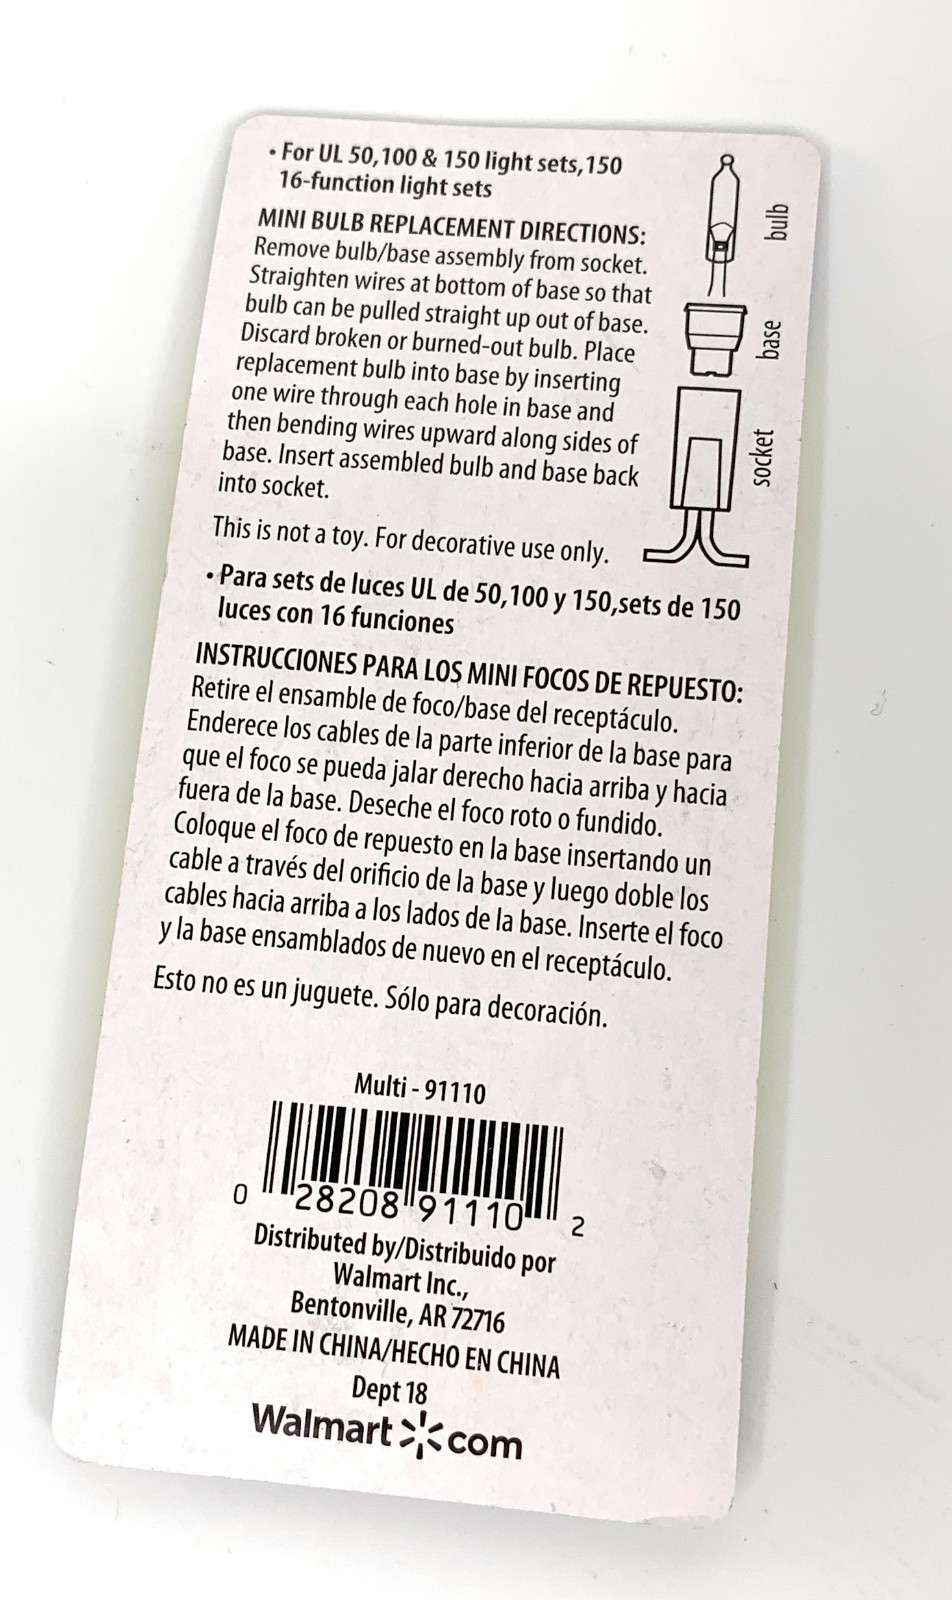 • For UL 50,100 & 150 light sets,150
16-function light sets
MINI BULB REPLACEMENT DIRECTIONS:
Remove bulb/base assembly from socket.
Straighten wires at bottom of base so that
bulb can be pulled straight up out of base.
Discard broken or burned-out bulb. Place
replacement bulb into base by inserting
one wire through each hole in base and
then bending wires upward along sides of
base. Insert assembled bulb and base back
into socket.
This is not a toy. For decorative use only.
bulb
base
socket
• Para sets de luces UL de 50,100 y 150,sets de 150
luces con 16 funciones
INSTRUCCIONES PARA LOS MINI FOCOS DE REPUESTO:
Retire el ensamble de foco/base del receptáculo.
Enderece los cables de la parte inferior de la base para
que el foco se pueda jalar derecho hacia arriba y hacia
fuera de la base. Deseche el foco roto o fundido.
Coloque el foco de repuesto en la base insertando un
cable a través del orificio de la base y luego doble los
cables hacia arriba a los lados de la base. Inserte el foco
y la base ensamblados de nuevo en el receptáculo.
Esto no es un juguete. Sólo para decoración.
Multi - 91110
0 28208 91110 2
Distributed by/Distribuido por
Walmart Inc.,
Bentonville, AR 72716
MADE IN CHINA/HECHO EN CHINA
Dept 18
Walmart com